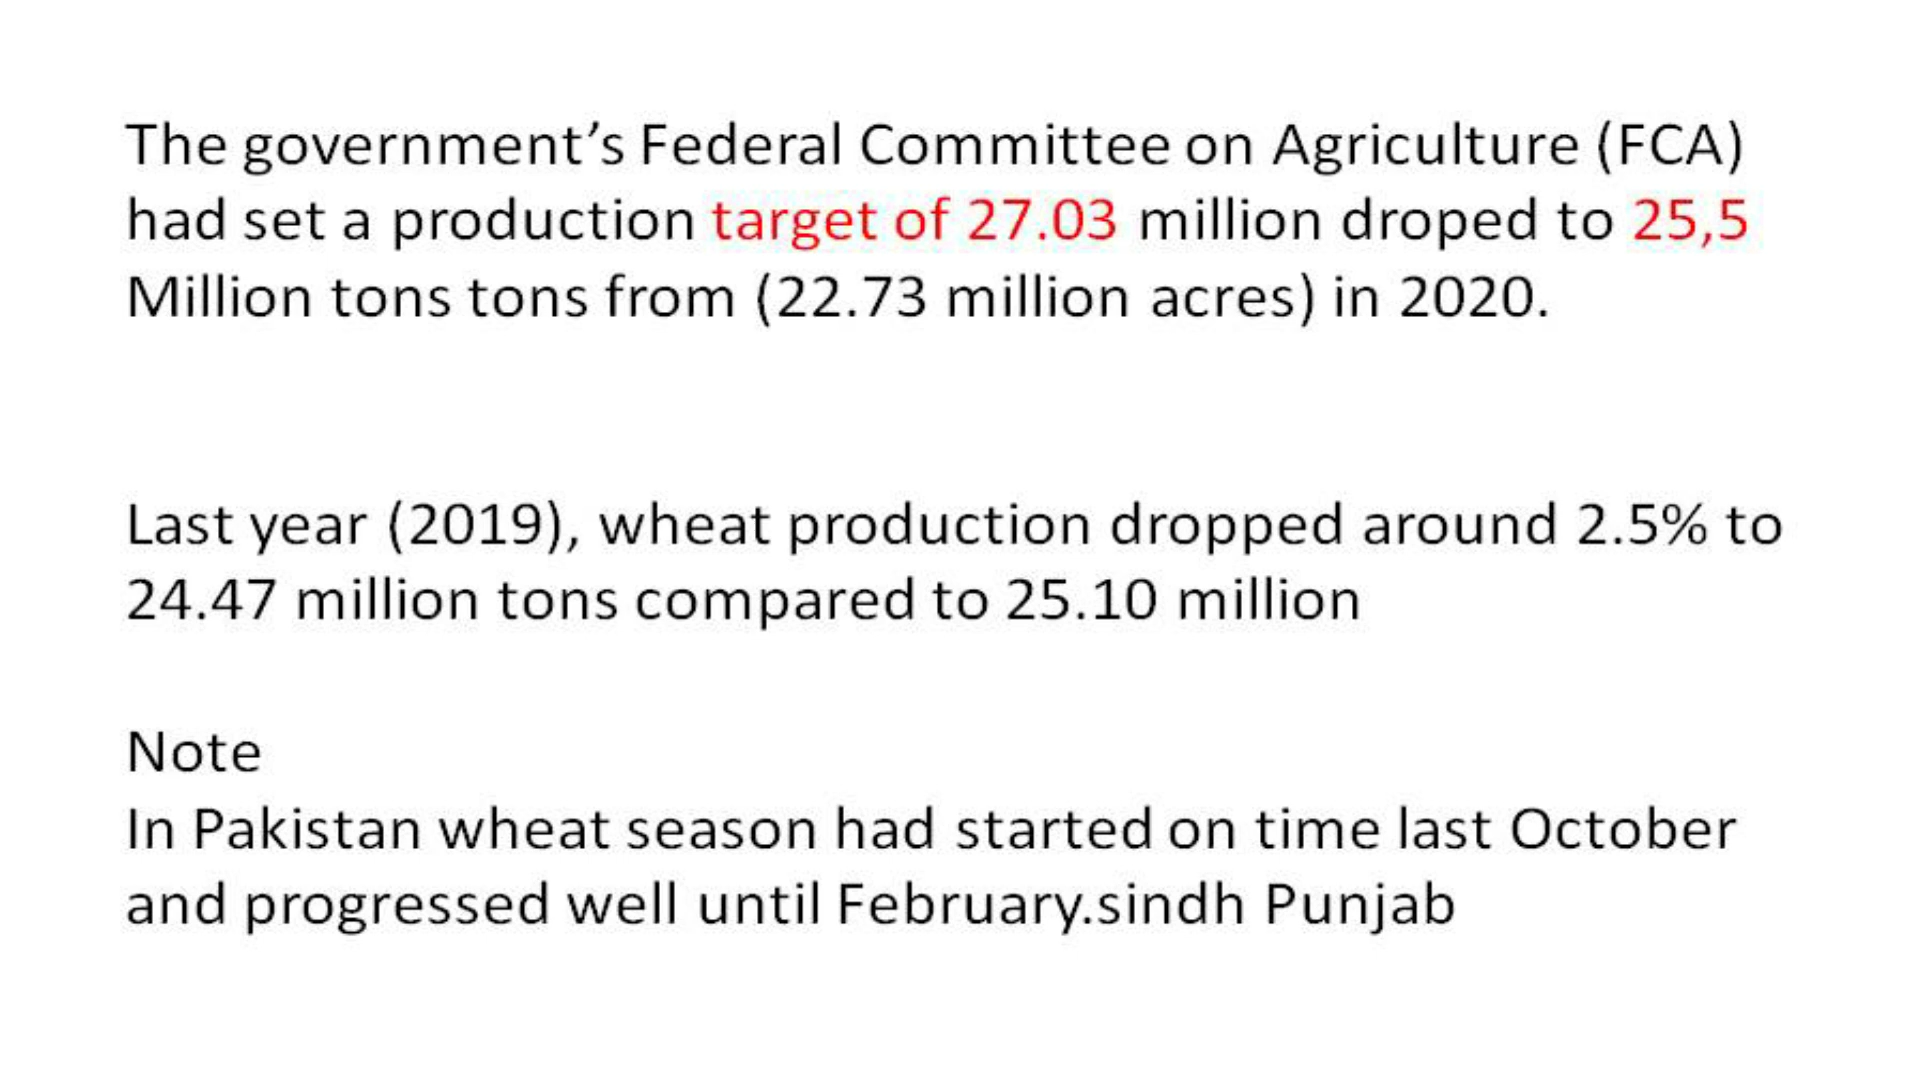 The government’s Federal Committee on Agriculture (FCA)
had set a production target of 27.03 million droped to 25,5
Million tons tons from (22.73 million acres) in 2020.
Last year (2019), wheat production dropped around 2.5% to
24.47 million tons compared to 25.10 million
Note
In Pakistan wheat season had started on time last October
and progressed well until February.sindh Punjab